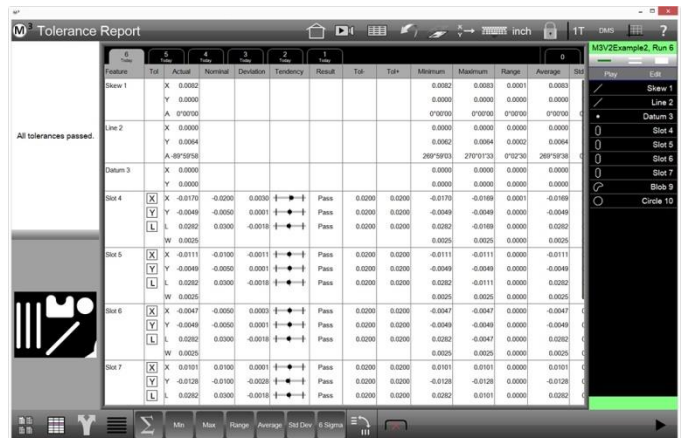 M³
M³ Tolerance Report
inch
1T
DMS
?
M3V2Example2, Run 6
6 Today
5 Today
4 Today
3 Today
2 Today
1 Today
0
Play Edit
Feature Tol Actual Nominal Deviation Tendency Result Tol- Tol+ Minimum Maximum Range Average Std
All tolerances passed.
Skew 1 X 0.0082 0.0082 0.0083 0.0001 0.0083
Y 0.0000 0.0000 0.0000 0.0000 0.0000
A 0°00'00 0°00'00 0°00'00 0°00'00 0°00'00
Line 2 X 0.0000 0.0000 0.0000 0.0000 0.0000
Y 0.0064 0.0062 0.0064 0.0002 0.0064
A -89°59'58 269°59'03 270°01'33 0°02'30 269°59'38
Datum 3 X 0.0000 0.0000 0.0000 0.0000 0.0000
Y 0.0000 0.0000 0.0000 0.0000 0.0000
Slot 4 X X -0.0170 -0.0200 0.0030 Pass 0.0200 0.0200 -0.0170 -0.0169 0.0001 -0.0169
Y Y -0.0049 -0.0050 0.0001 Pass 0.0200 0.0200 -0.0049 -0.0049 0.0000 -0.0049
L L 0.0282 0.0300 -0.0018 Pass 0.0200 0.0200 0.0282 -0.0169 0.0001 0.0282
W 0.0025 0.0025 0.0025 0.0000 0.0025
Slot 5 X X -0.0111 -0.0100 -0.0011 Pass 0.0200 0.0200 -0.0111 -0.0111 0.0000 -0.0111
Y Y -0.0049 -0.0050 0.0001 Pass 0.0200 0.0200 -0.0049 -0.0049 0.0000 -0.0049
L L 0.0282 0.0300 -0.0018 Pass 0.0200 0.0200 0.0282 -0.0111 0.0000 0.0282
W 0.0025 0.0025 0.0025 0.0000 0.0025
Slot 6 X X -0.0047 -0.0050 0.0003 Pass 0.0200 0.0200 -0.0047 -0.0047 0.0000 -0.0047
Y Y -0.0049 -0.0050 0.0001 Pass 0.0200 0.0200 -0.0049 -0.0049 0.0000 -0.0049
L L 0.0282 0.0300 -0.0018 Pass 0.0200 0.0200 0.0282 -0.0047 0.0000 0.0282
W 0.0025 0.0025 0.0025 0.0000 0.0025
Slot 7 X X 0.0101 0.0100 0.0001 Pass 0.0200 0.0200 0.0101 0.0101 0.0000 0.0101
Y Y -0.0128 -0.0100 -0.0028 Pass 0.0200 0.0200 -0.0128 -0.0128 0.0000 -0.0128
L L 0.0282 0.0300 -0.0018 Pass 0.0200 0.0200 0.0282 0.0101 0.0000 0.0282
Skew 1
Line 2
Datum 3
Slot 4
Slot 5
Slot 6
Slot 7
Blob 9
Circle 10
Σ Min Max Range Average Std Dev 6 Sigma